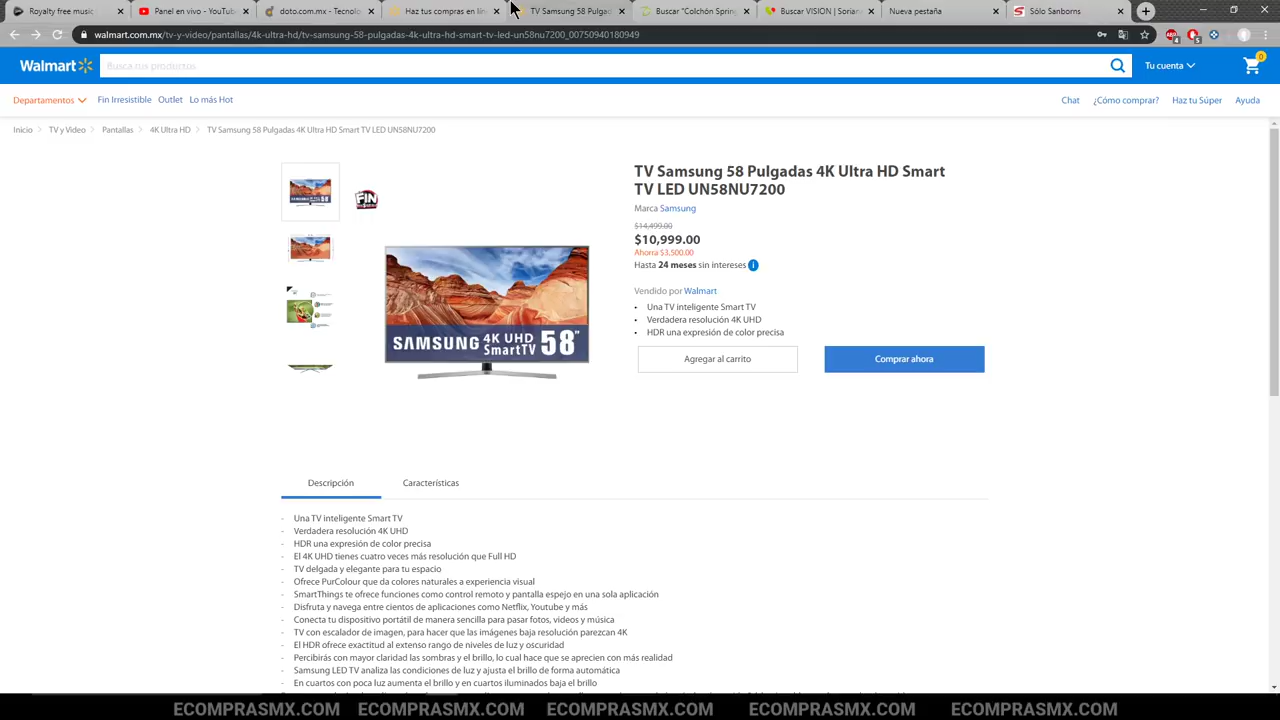 Royalty free music
Panel en vivo - YouTub
doto.com.mx - Tecnolo
Haz tus compras en lín
TV Samsung 58 Pulgad
Buscar "Colchón Spring
Buscar VISION | Sorian
Nueva pestaña
Sólo Sanborns.
walmart.com.mx/tv-y-video/pantallas/4k-ultra-hd/tv-samsung-58-pulgadas-4k-ultra-hd-smart-tv-led-un58nu7200_00750940180949
Walmart
Busca tus productos
Tu cuenta
0
Departamentos
Fin Irresistible
Outlet
Lo más Hot
Chat
¿Cómo comprar?
Haz tu Súper
Ayuda
Inicio > TV y Video > Pantallas > 4K Ultra HD > TV Samsung 58 Pulgadas 4K Ultra HD Smart TV LED UN58NU7200
FIN
SAMSUNG 4K UHD SmartTV 58"
TV Samsung 58 Pulgadas 4K Ultra HD Smart
TV LED UN58NU7200
Marca Samsung
$14,499.00
$10,999.00
Ahorra $3,500.00
Hasta 24 meses sin intereses
Vendido por Walmart
• Una TV inteligente Smart TV
• Verdadera resolución 4K UHD
• HDR una expresión de color precisa
Agregar al carrito
Comprar ahora
Descripción
Características
- Una TV inteligente Smart TV
- Verdadera resolución 4K UHD
- HDR una expresión de color precisa
- El 4K UHD tienes cuatro veces más resolución que Full HD
- TV delgada y elegante para tu espacio
- Ofrece PurColour que da colores naturales a experiencia visual
- SmartThings te ofrece funciones como control remoto y pantalla espejo en una sola aplicación
- Disfruta y navega entre cientos de aplicaciones como Netflix, Youtube y más
- Conecta tu dispositivo portátil de manera sencilla para pasar fotos, videos y música
- TV con escalador de imagen, para hacer que las imágenes baja resolución parezcan 4K
- El HDR ofrece exactitud al extenso rango de niveles de luz y oscuridad
- Percibirás con mayor claridad las sombras y el brillo, lo cual hace que se aprecien con más realidad
- Samsung LED TV analiza las condiciones de luz y ajusta el brillo de forma automática
- En cuartos con poca luz aumenta el brillo y en cuartos iluminados baja el brillo
ECOMPRASMX.COM ECOMPRASMX.COM ECOMPRASMX.COM ECOMPRASMX.COM ECOMPRASMX.COM